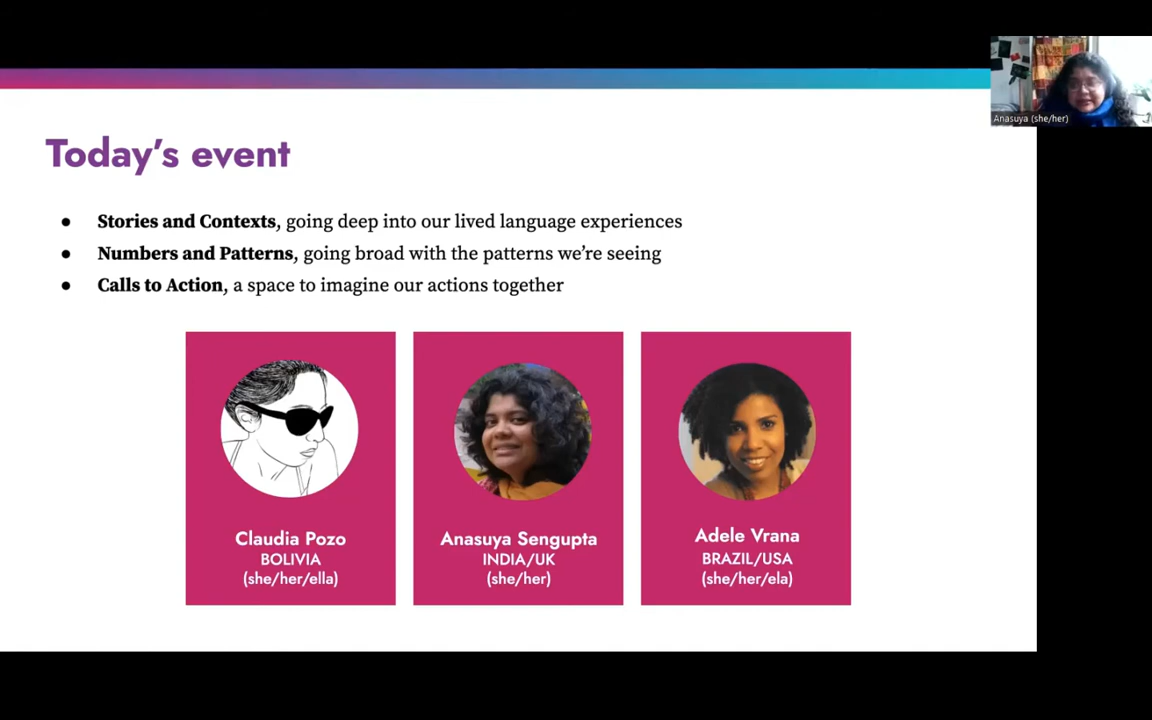 Anasuya (she/her)
Today's event
● Stories and Contexts, going deep into our lived language experiences
● Numbers and Patterns, going broad with the patterns we're seeing
● Calls to Action, a space to imagine our actions together
Claudia Pozo
BOLIVIA
(she/her/ella)
Anasuya Sengupta
INDIA/UK
(she/her)
Adele Vrana
BRAZIL/USA
(she/her/ela)